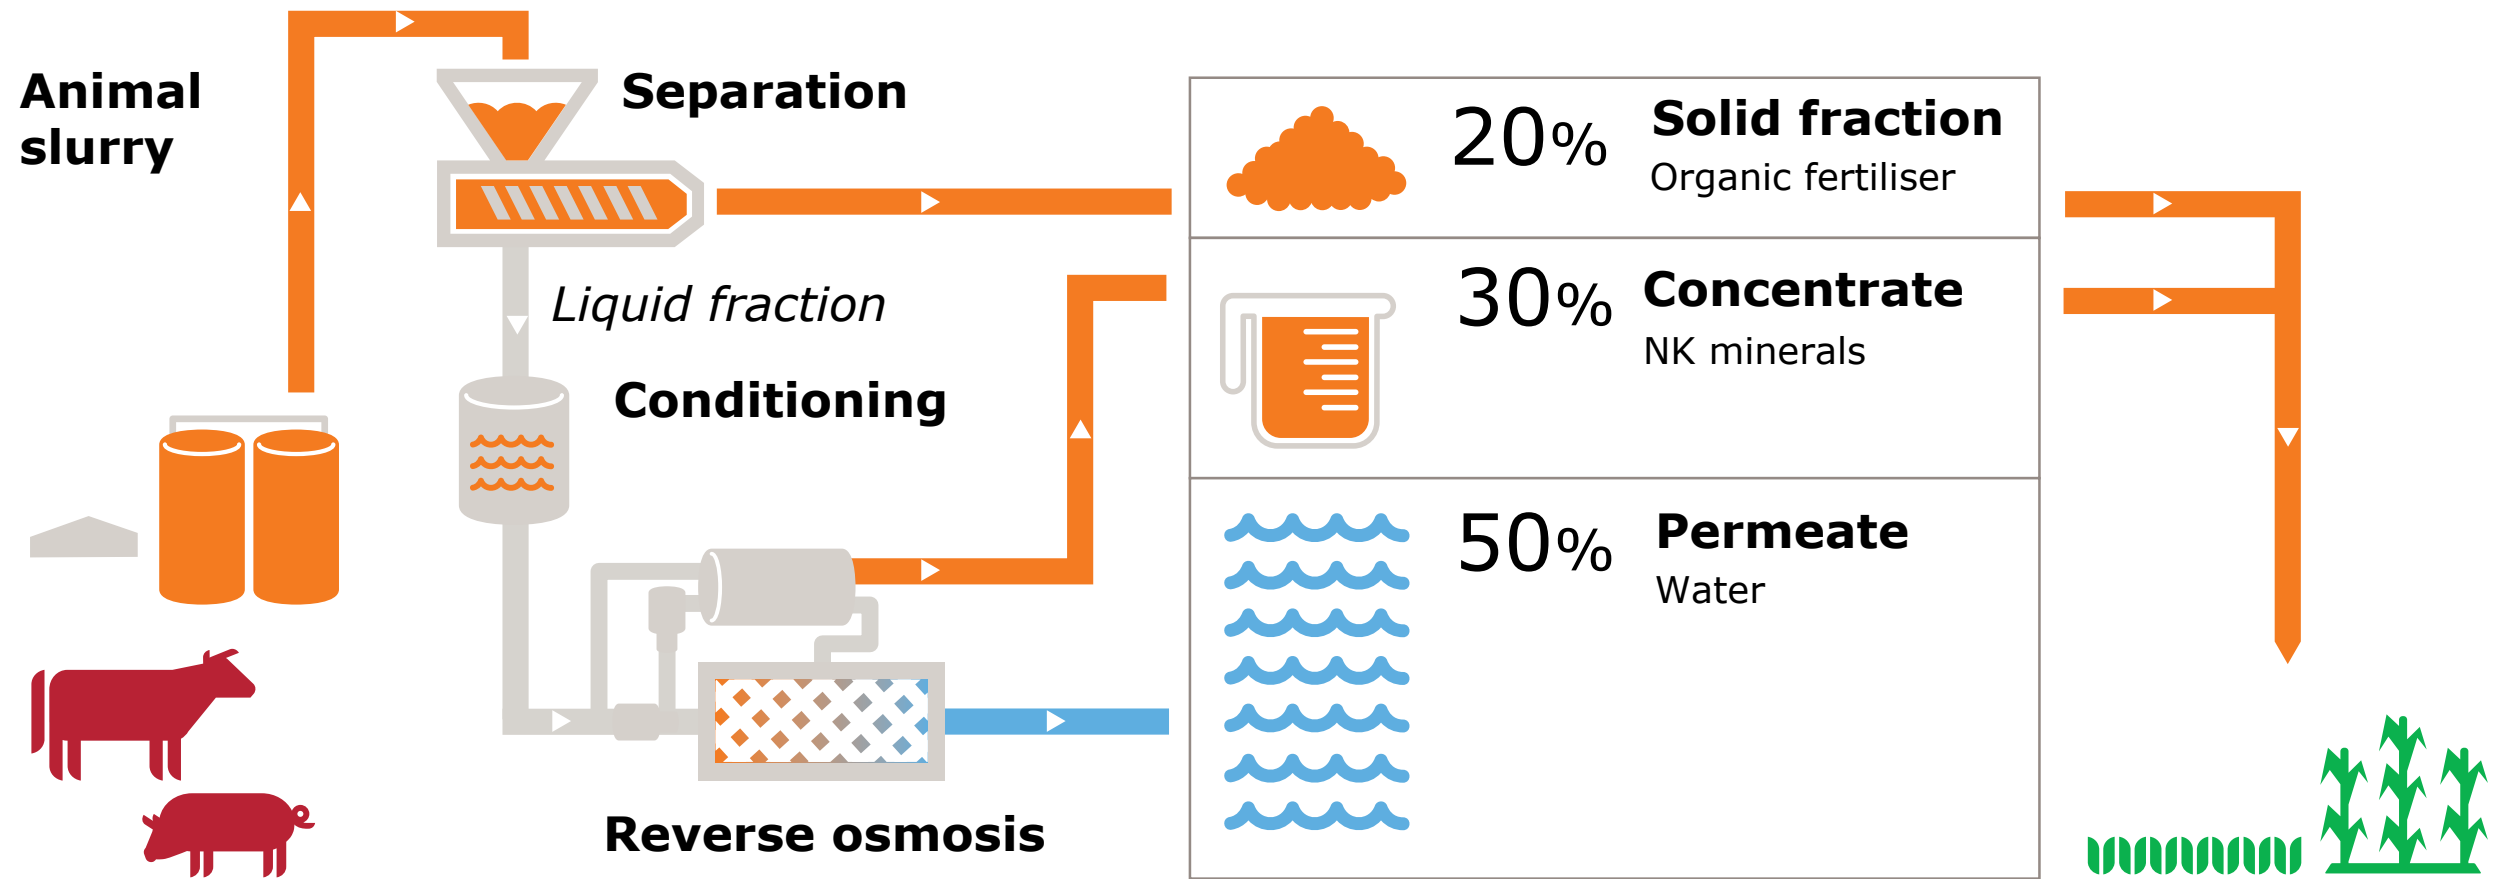 Animal
slurry
Separation
Liquid fraction
Conditioning
Reverse osmosis
20%
Solid fraction
Organic fertiliser
30%
Concentrate
NK minerals
50%
Permeate
Water